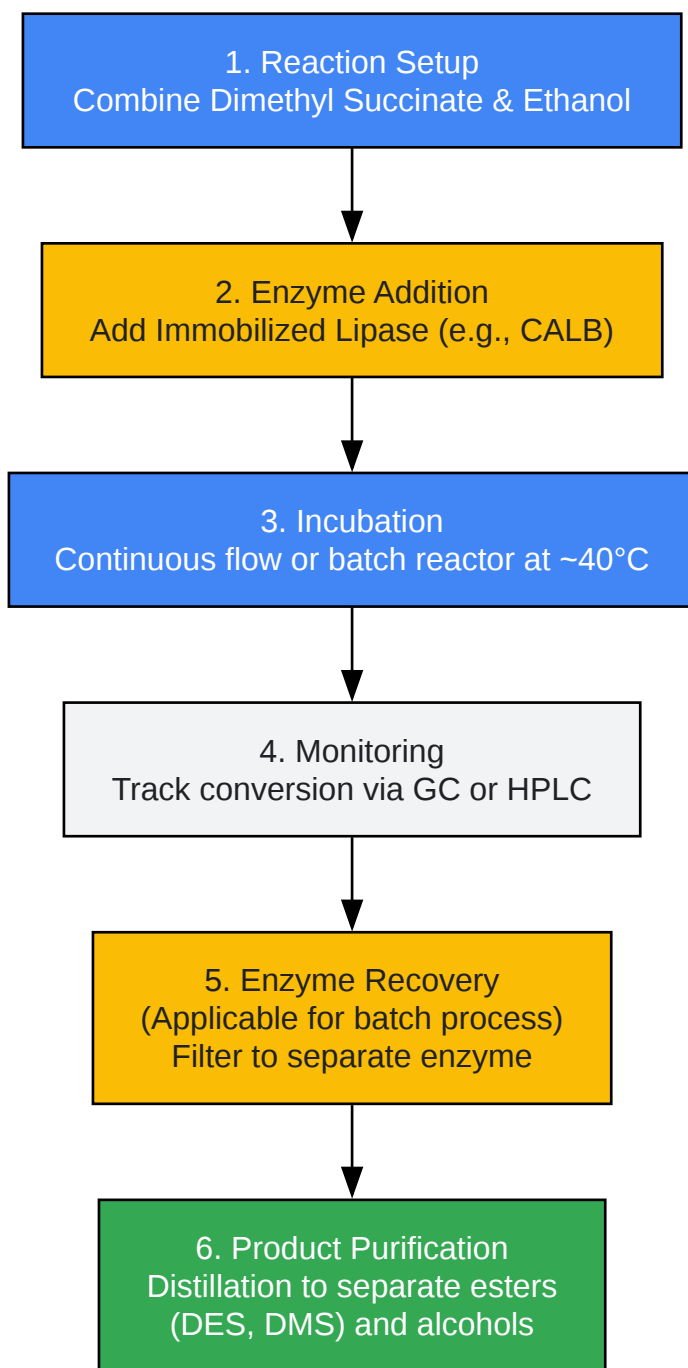 1. Reaction Setup
Combine Dimethyl Succinate & Ethanol
2. Enzyme Addition
Add Immobilized Lipase (e.g., CALB)
3. Incubation
Continuous flow or batch reactor at ~40°C
4. Monitoring
Track conversion via GC or HPLC
5. Enzyme Recovery
(Applicable for batch process)
Filter to separate enzyme
6. Product Purification
Distillation to separate esters
(DES, DMS) and alcohols